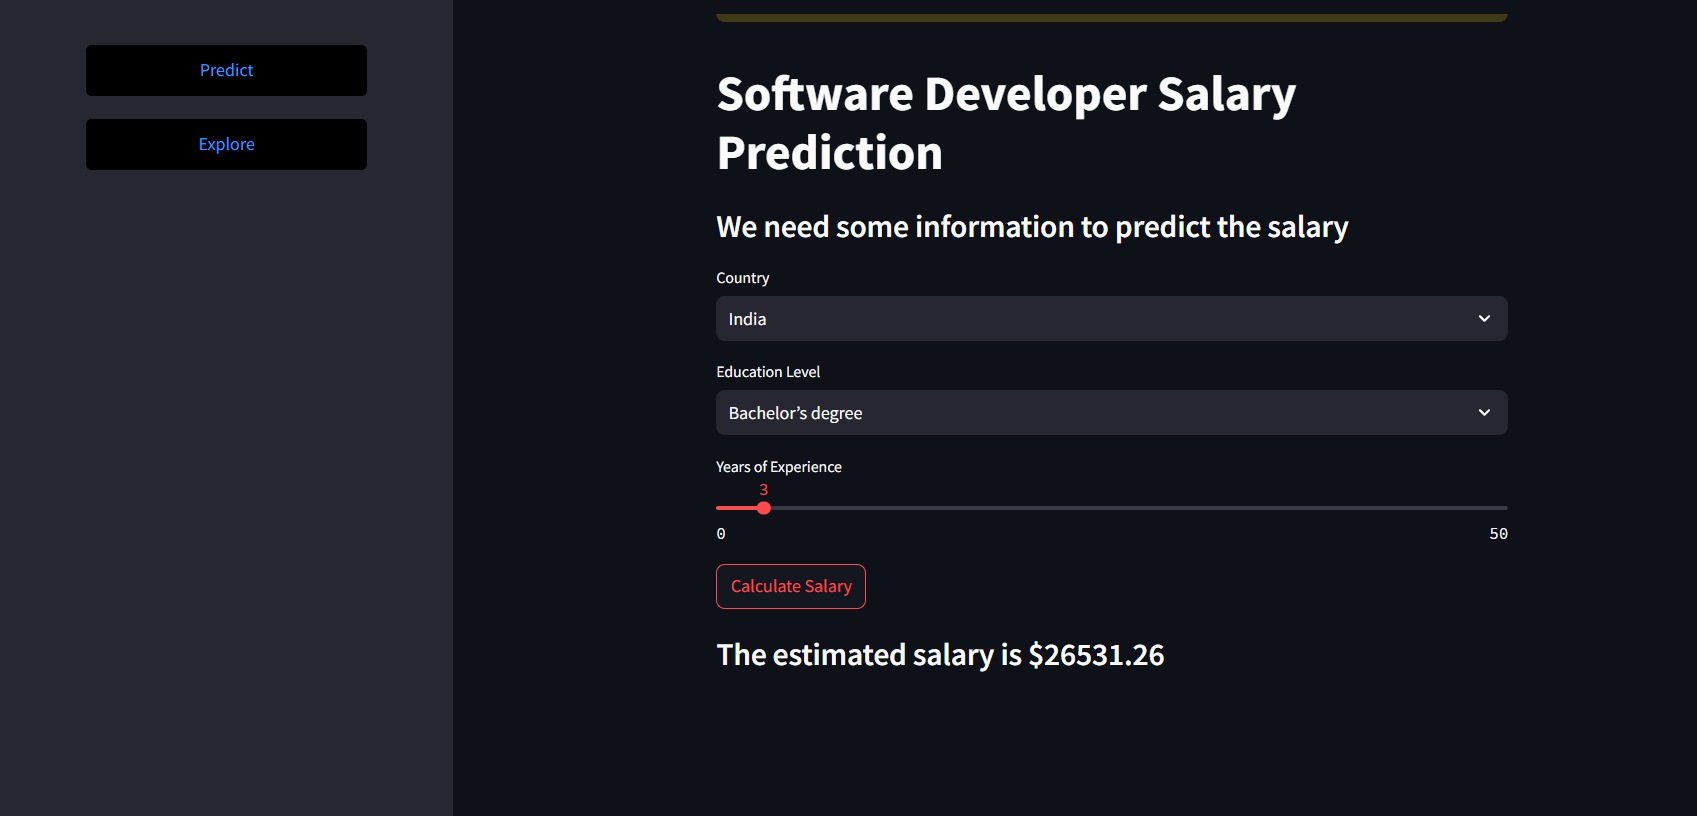 Predict
Explore
Software Developer Salary
Prediction
We need some information to predict the salary
Country
India
Education Level
Bachelor’s degree
Years of Experience
3
0 50
Calculate Salary
The estimated salary is $26531.26